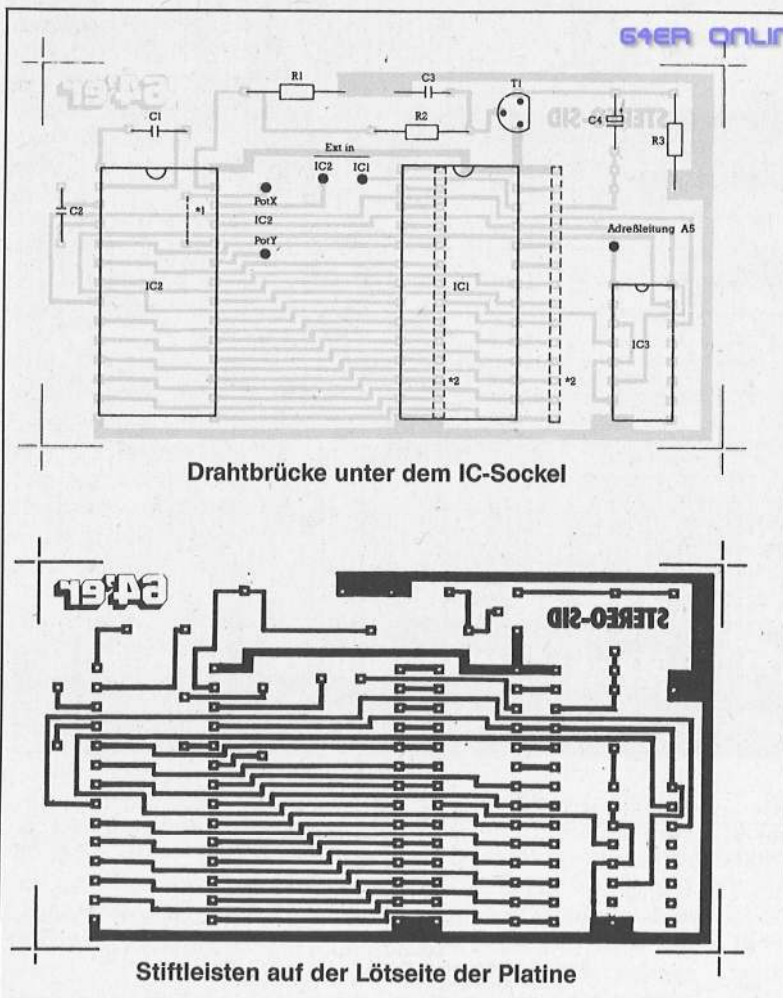 64ER ONLIN
64'er
R1
C3
T1
C1
R2
STEREO-SID
C4
R3
Ext in
IC2
IC1
C2
*1
PotX
IC2
PotY
Adreßleitung A5
IC2
IC1
IC3
*2
*2
Drahtbrücke unter dem IC-Sockel
64'er
STEREO-SID
Stiftleisten auf der Lötseite der Platine